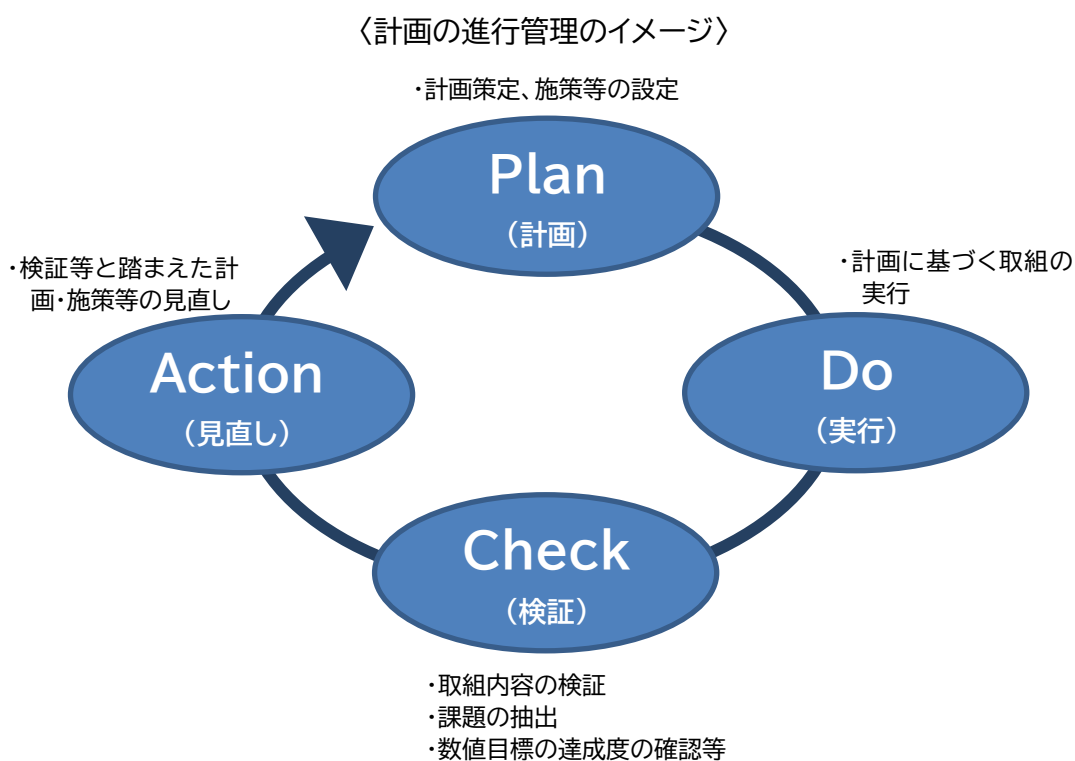 〈計画の進行管理のイメージ〉
・計画策定、施策等の設定
Plan
（計画）
・計画に基づく取組の
実行
Do
（実行）
Check
（検証）
・取組内容の検証
・課題の抽出
・数値目標の達成度の確認等
・検証等と踏まえた計
画・施策等の見直し
Action
（見直し）